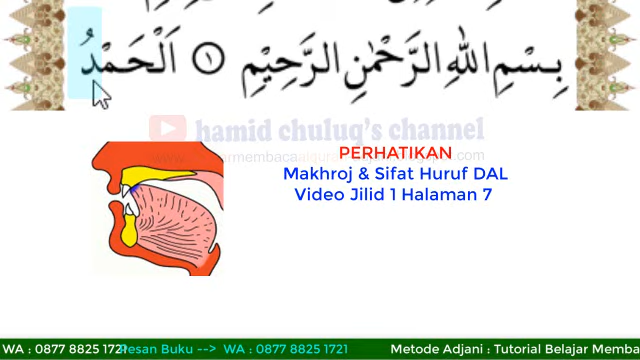 بِسْمِ اللهِ الرَّحْمٰنِ الرَّحِيْمِ ١ اَلْحَمْدُ
hamid chuluq's channel
PERHATIKAN
Makhroj & Sifat Huruf DAL
Video Jilid 1 Halaman 7
WA : 0877 8825 1721 Pesan Buku --> WA : 0877 8825 1721 Metode Adjani : Tutorial Belajar Memba